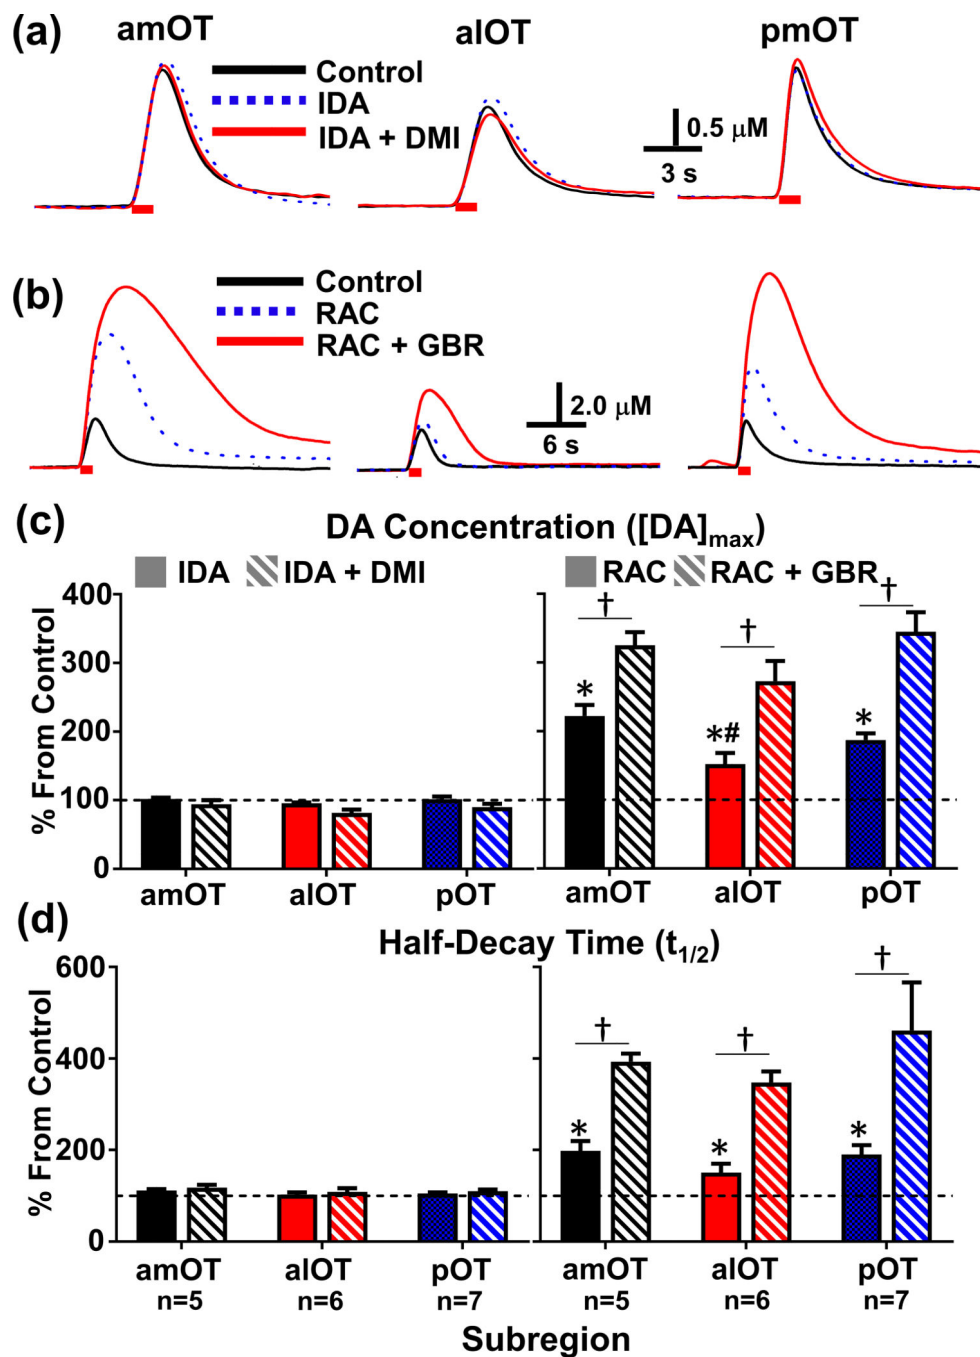 (a)
amOT
alOT
pmOT
Control
IDA
IDA + DMI
0.5 μM
3 s
(b)
Control
RAC
RAC + GBR
2.0 μM
6 s
(c)
DA Concentration ([DA]max)
IDA IDA + DMI RAC RAC + GBR
% From Control
400
300
200
100
0
† † †
* *# *
amOT alOT pOT amOT alOT pOT
(d)
Half-Decay Time (t1/2)
% From Control
600
400
200
0
† † †
* * *
amOT alOT pOT amOT alOT pOT
n=5 n=6 n=7 n=5 n=6 n=7
Subregion